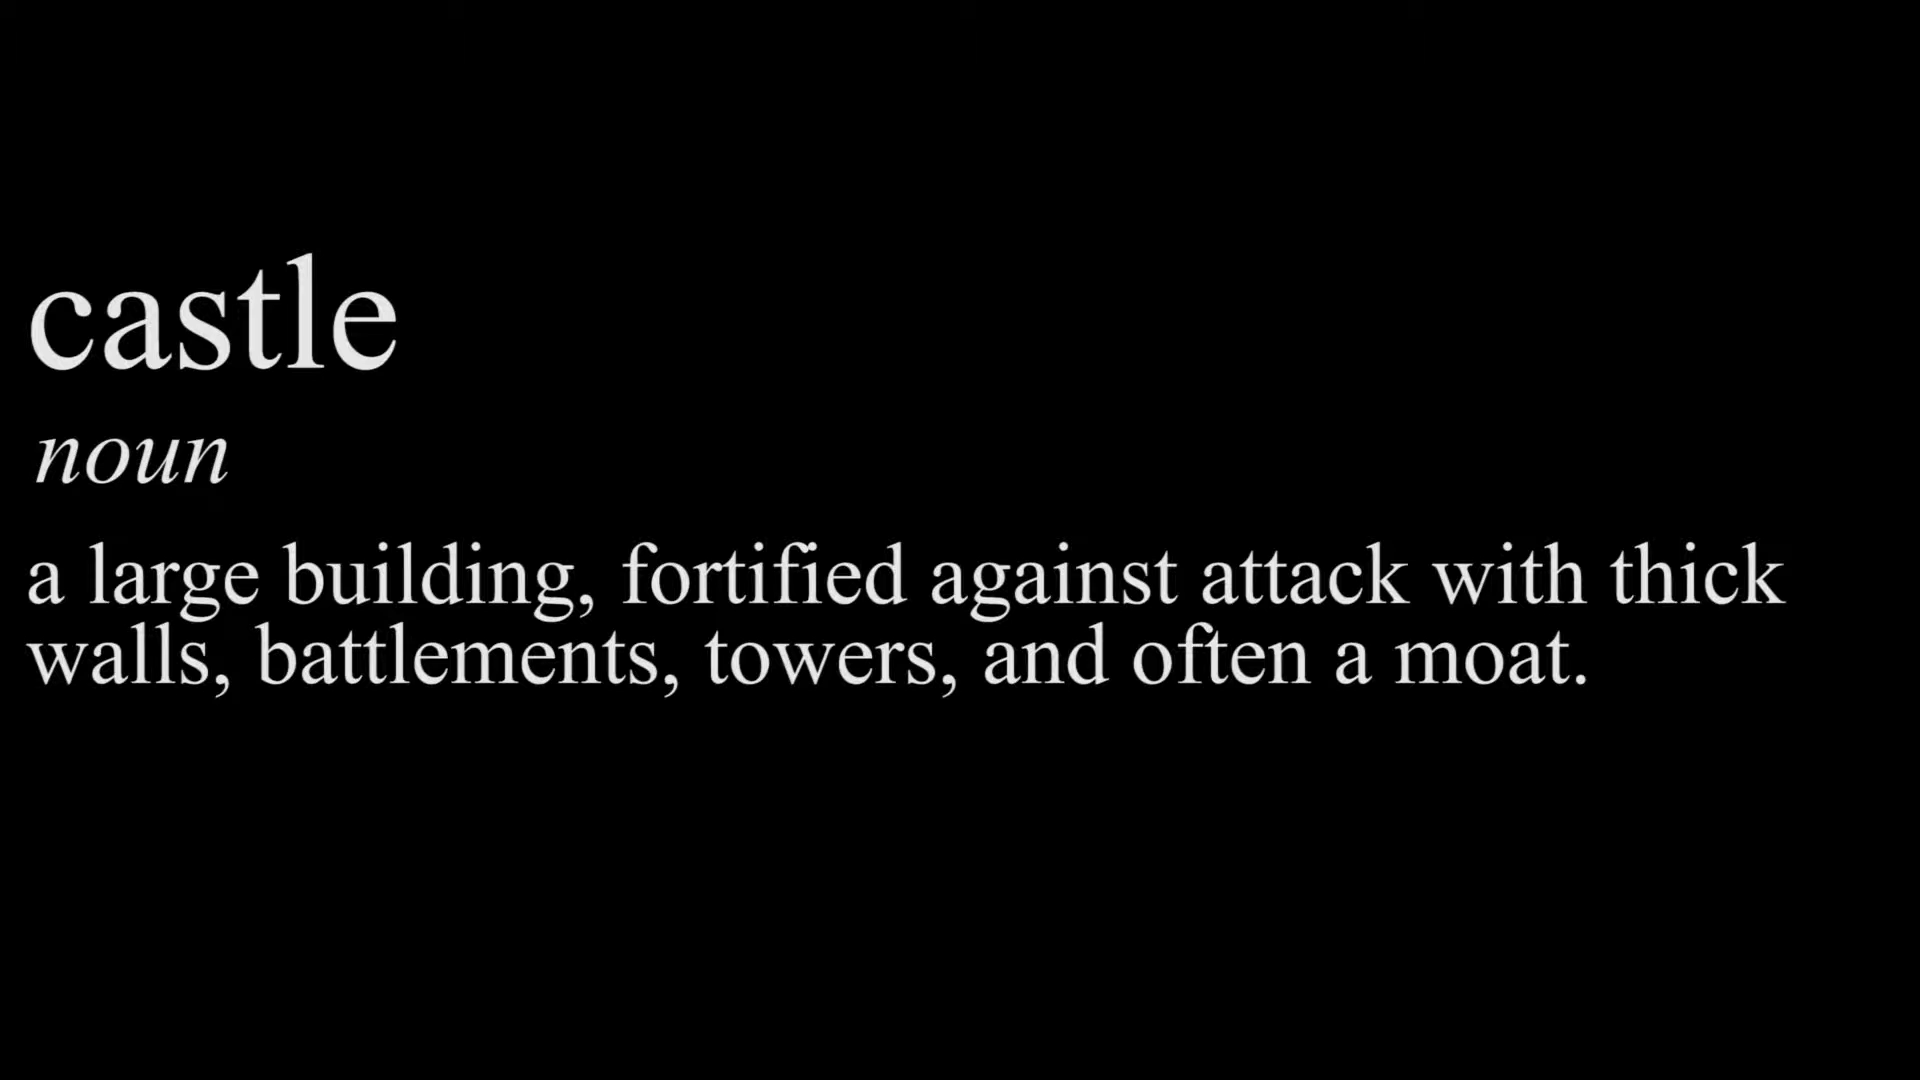 castle
noun
a large building, fortified against attack with thick
walls, battlements, towers, and often a moat.